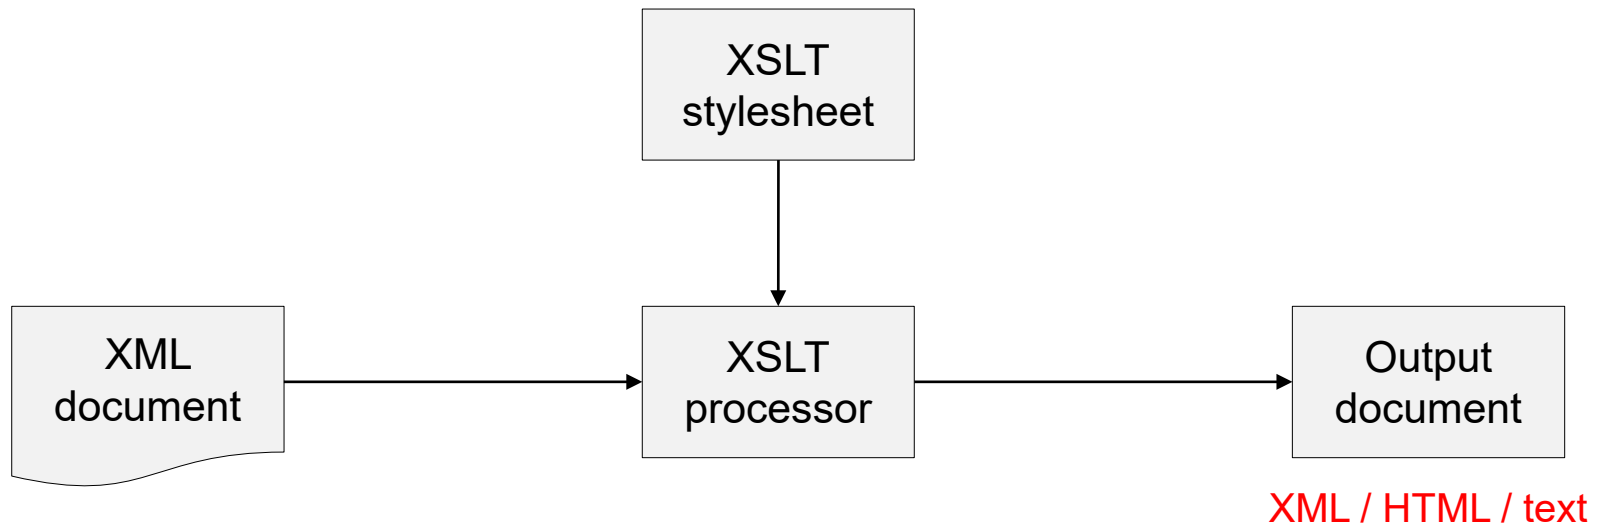 XSLT
stylesheet
XML
document
XSLT
processor
Output
document
XML / HTML / text